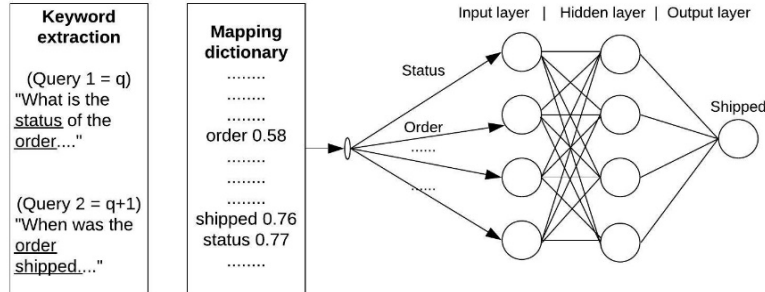 Keyword
extraction
(Query 1 = q)
"What is the
status of the
order...."
(Query 2 = q+1)
"When was the
order
shipped...."
Mapping
dictionary
........
........
........
order 0.58
........
........
........
shipped 0.76
status 0.77
........
Input layer | Hidden layer | Output layer
Status
Order
......
......
Shipped